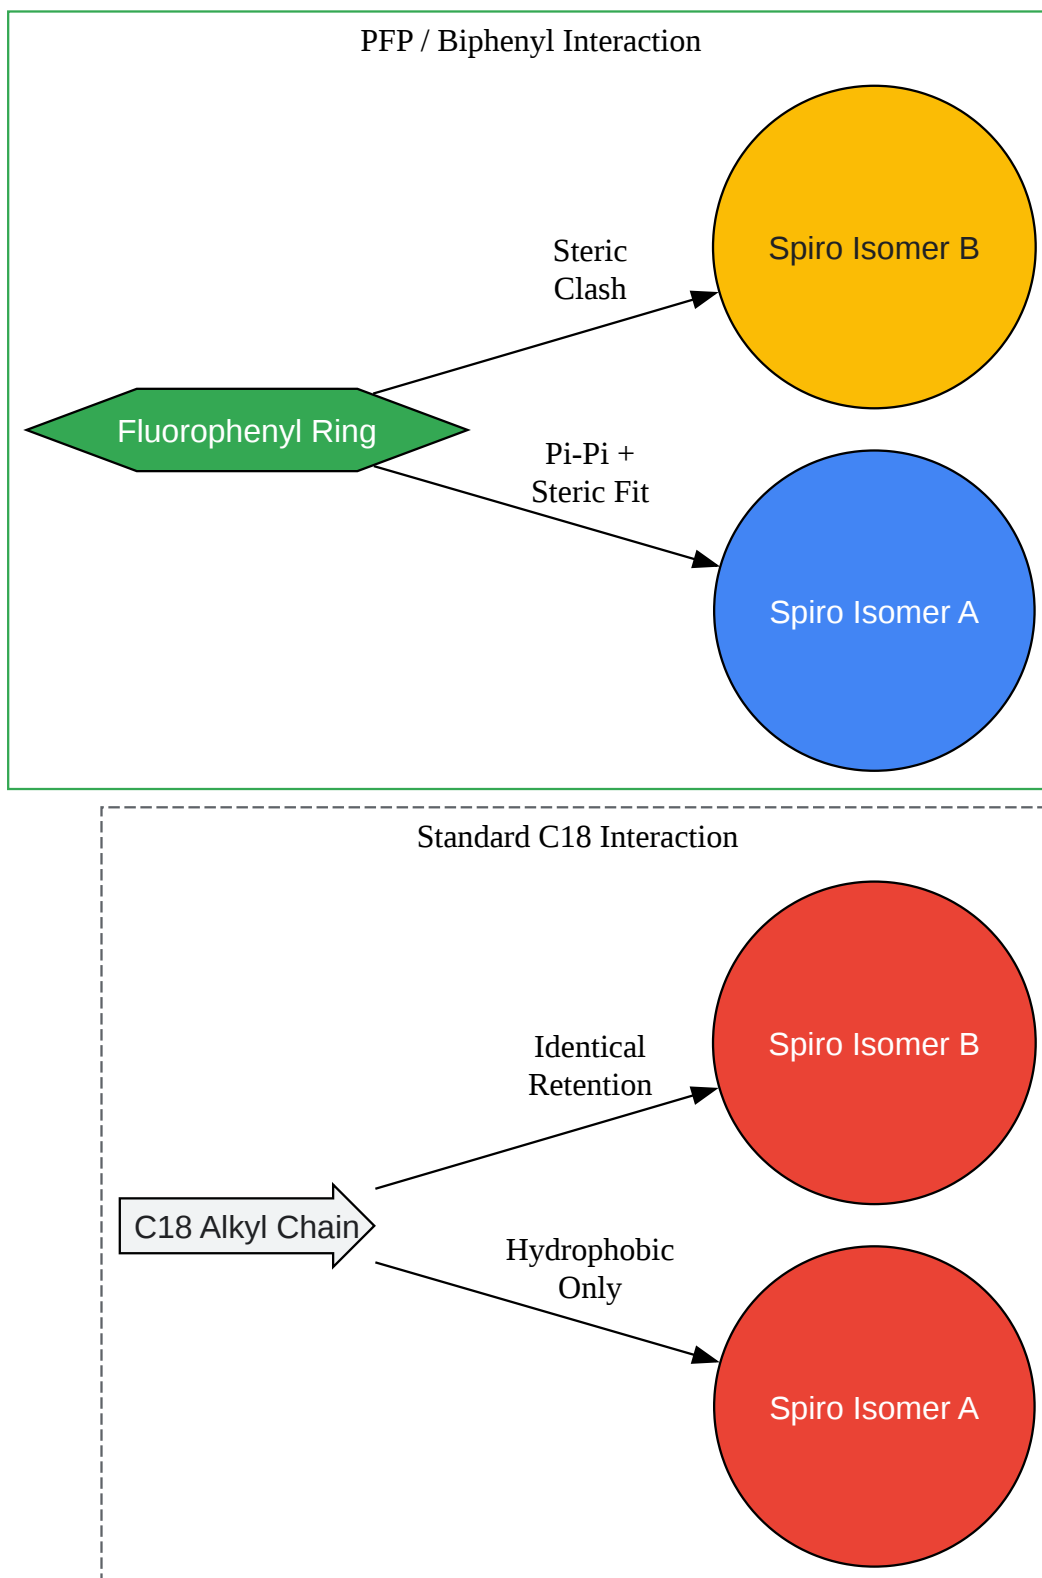 PFP / Biphenyl Interaction
Steric
Clash
Spiro Isomer B
Fluorophenyl Ring
Pi-Pi +
Steric Fit
Spiro Isomer A
Standard C18 Interaction
Identical
Retention
Spiro Isomer B
C18 Alkyl Chain
Hydrophobic
Only
Spiro Isomer A